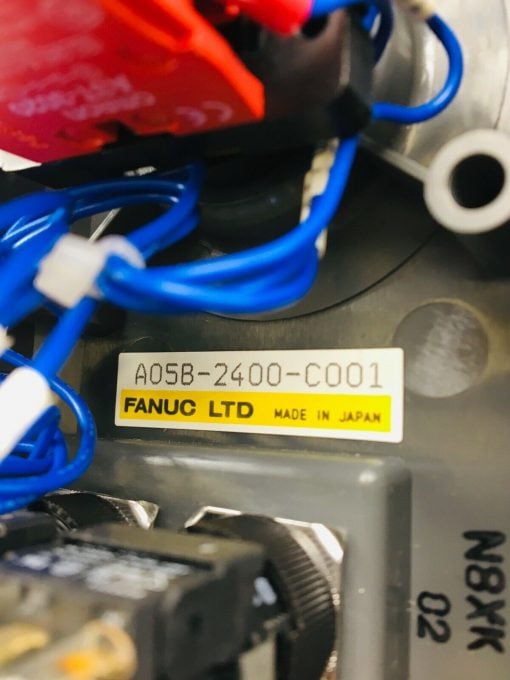 A05B-2400-C001
FANUC LTD MADE IN JAPAN
N8XK
02